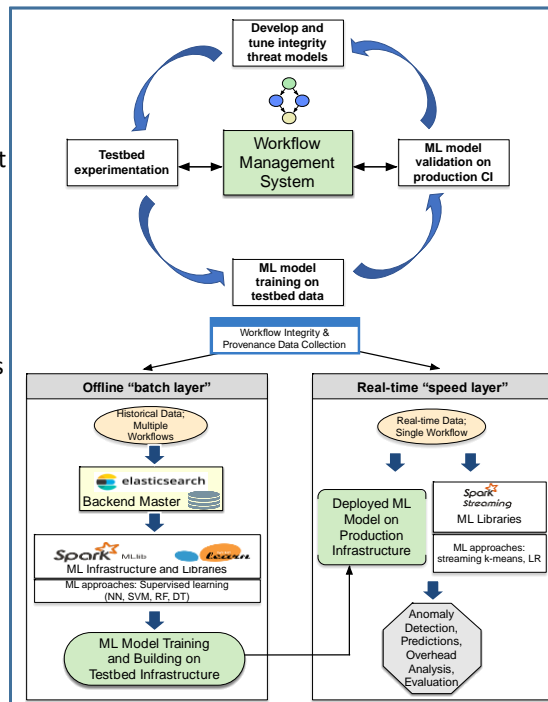 Develop and
tune integrity
threat models
t
Testbed
experimentation
Workflow
Management
System
ML model
validation on
production CI
ML model
training on
testbed data
s
Workflow Integrity &
Provenance Data Collection
Offline "batch layer"
Historical Data;
Multiple
Workflows
elasticsearch
Backend Master
Spark MLlib learn
ML Infrastructure and Libraries
ML approaches: Supervised learning
(NN, SVM, RF, DT)
ML Model Training
and Building on
Testbed Infrastructure
Real-time "speed layer"
Real-time Data;
Single Workflow
Deployed ML
Model on
Production
Infrastructure
Spark
Streaming
ML Libraries
ML approaches:
streaming k-means, LR
Anomaly
Detection,
Predictions,
Overhead
Analysis,
Evaluation